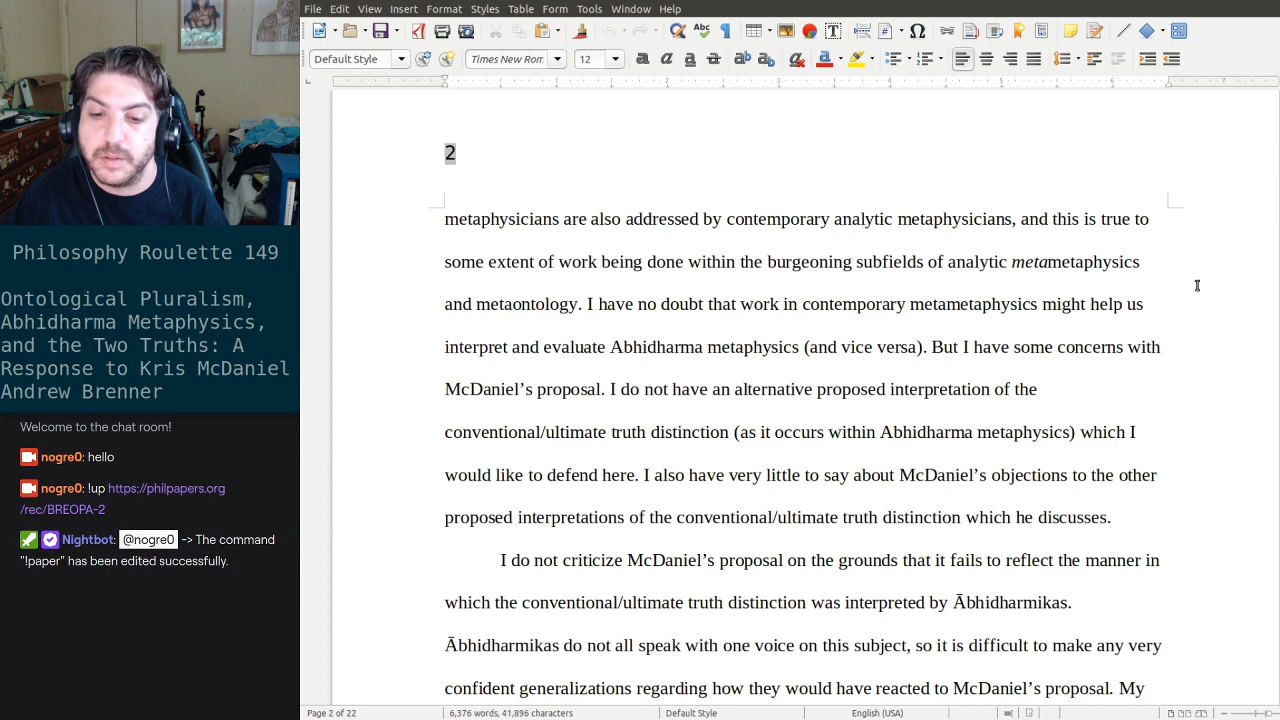 File Edit View Insert Format Styles Table Form Tools Window Help
Default Style Times New Rom 12
2
metaphysicians are also addressed by contemporary analytic metaphysicians, and this is true to
some extent of work being done within the burgeoning subfields of analytic metametaphysics
and metaontology. I have no doubt that work in contemporary metametaphysics might help us
interpret and evaluate Abhidharma metaphysics (and vice versa). But I have some concerns with
McDaniel’s proposal. I do not have an alternative proposed interpretation of the
conventional/ultimate truth distinction (as it occurs within Abhidharma metaphysics) which I
would like to defend here. I also have very little to say about McDaniel’s objections to the other
proposed interpretations of the conventional/ultimate truth distinction which he discusses.
I do not criticize McDaniel’s proposal on the grounds that it fails to reflect the manner in
which the conventional/ultimate truth distinction was interpreted by Ābhidharmikas.
Ābhidharmikas do not all speak with one voice on this subject, so it is difficult to make any very
confident generalizations regarding how they would have reacted to McDaniel’s proposal. My
Page 2 of 22 6,376 words, 41,896 characters Default Style English (USA)
Philosophy Roulette 149
Ontological Pluralism,
Abhidharma Metaphysics,
and the Two Truths: A
Response to Kris McDaniel
Andrew Brenner
Welcome to the chat room!
nogre0: hello
nogre0: !up https://philpapers.org
/rec/BREOPA-2
Nightbot: @nogre0 -> The command
"!paper" has been edited successfully.